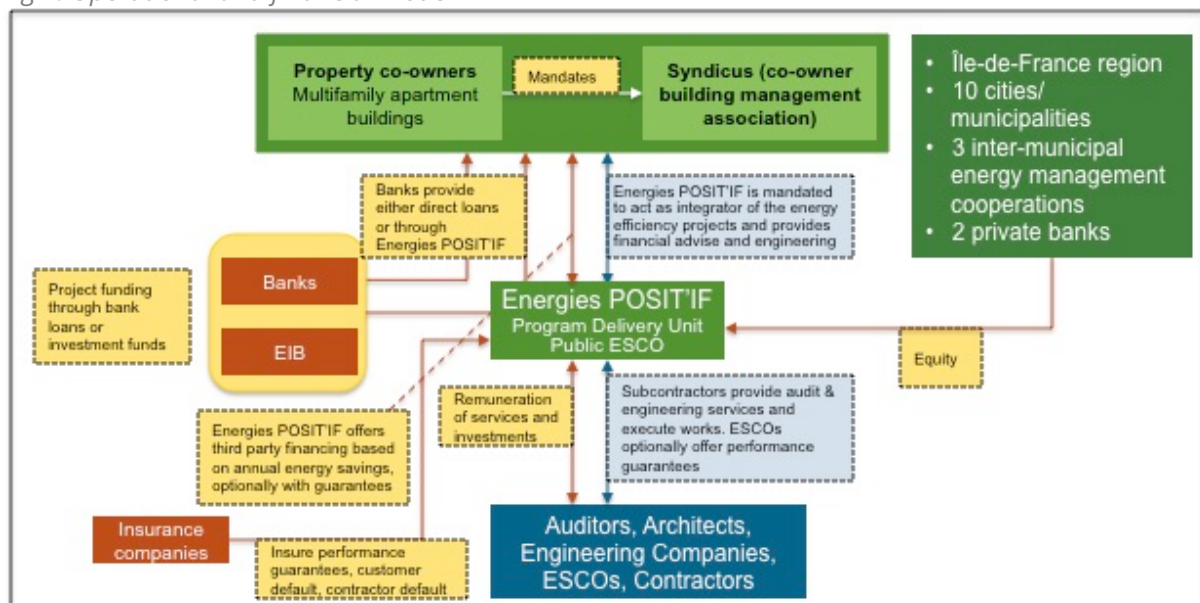 Property co-owners
Multifamily apartment
buildings
Mandates
Syndicus (co-owner
building management
association)
• Île-de-France region
• 10 cities/
municipalities
• 3 inter-municipal
energy management
cooperations
• 2 private banks
Banks provide
either direct loans
or through
Energies POSIT'IF
Energies POSIT'IF is mandated
to act as integrator of the energy
efficiency projects and provides
financial advise and engineering
Project funding
through bank
loans or
investment funds
Banks
EIB
Energies POSIT'IF
Program Delivery Unit
Public ESCO
Equity
Remuneration
of services and
investments
Subcontractors provide audit &
engineering services and
execute works. ESCOs
optionally offer performance
guarantees
Energies POSIT'IF offers
third party financing based
on annual energy savings,
optionally with guarantees
Insurance
companies
Insure performance
guarantees, customer
default, contractor default
Auditors, Architects,
Engineering Companies,
ESCOs, Contractors